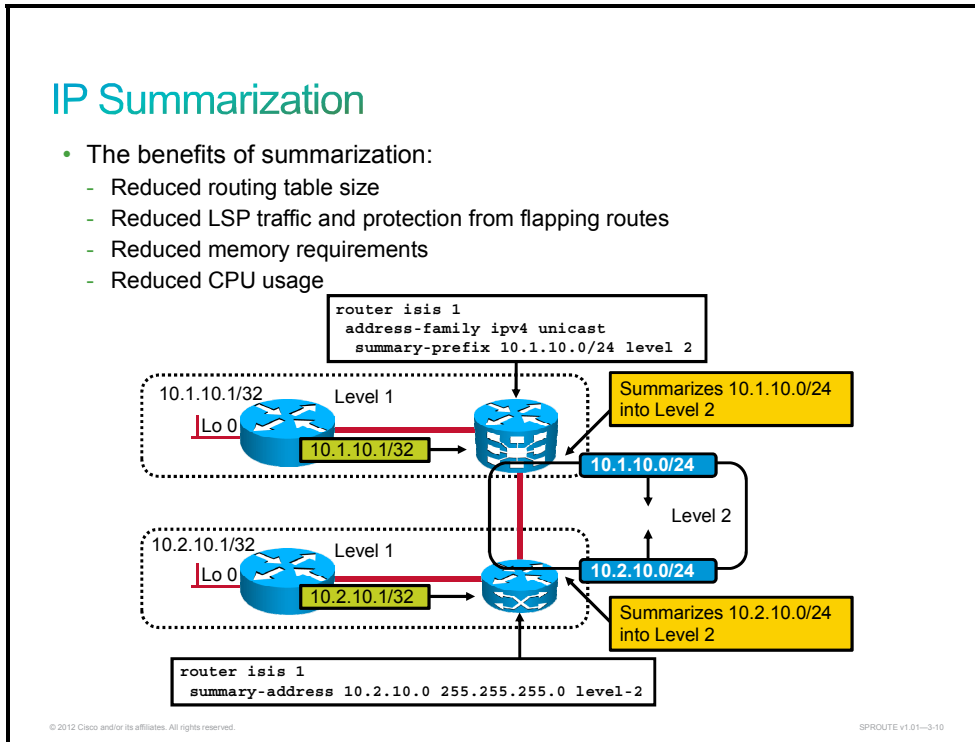 IP Summarization
• The benefits of summarization:
- Reduced routing table size
- Reduced LSP traffic and protection from flapping routes
- Reduced memory requirements
- Reduced CPU usage
router isis 1
address-family ipv4 unicast
summary-prefix 10.1.10.0/24 level 2
10.1.10.1/32
Level 1
Lo 0
10.1.10.1/32
Summarizes 10.1.10.0/24
into Level 2
10.1.10.0/24
Level 2
10.2.10.1/32
Level 1
Lo 0
10.2.10.1/32
10.2.10.0/24
Summarizes 10.2.10.0/24
into Level 2
router isis 1
summary-address 10.2.10.0 255.255.255.0 level-2
© 2012 Cisco and/or its affiliates. All rights reserved.
SPROUTE v1.01—3-10